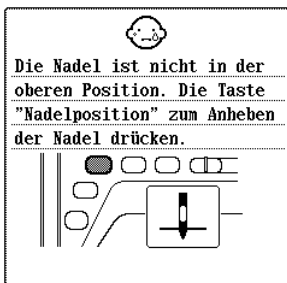 Die Nadel ist nicht in der
oberen Position. Die Taste
"Nadelposition" zum Anheben
der Nadel drücken.